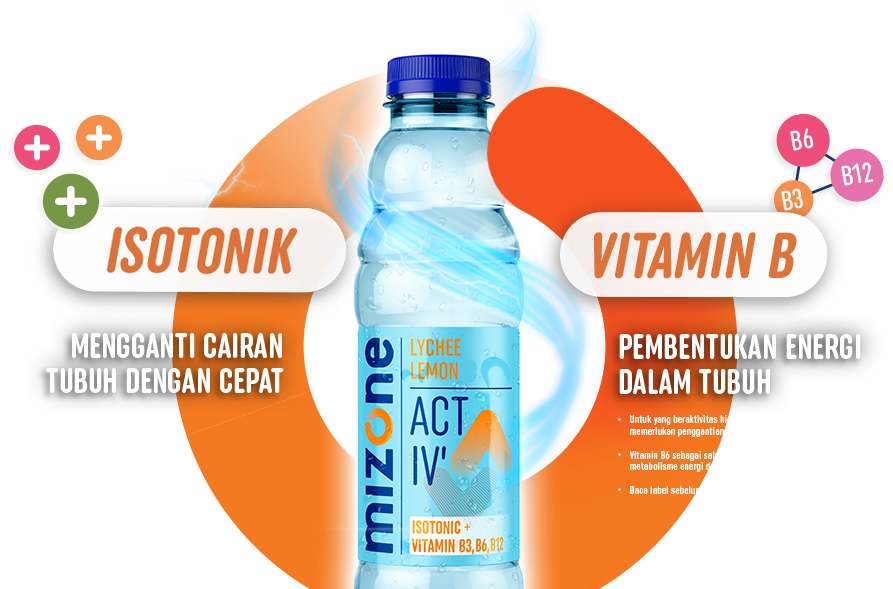 ISOTONIK
MENGGANTI CAIRAN
TUBUH DENGAN CEPAT
mizone
LYCHEE
LEMON
ACT
IV'
ISOTONIC +
VITAMIN B3, B6, B12
B6
B12
B3
VITAMIN B
PEMBENTUKAN ENERGI
DALAM TUBUH
• Untuk yang beraktivitas
memerlukan penggantian
• Vitamin B6 sebagai
metabolisme energi
• Baca label